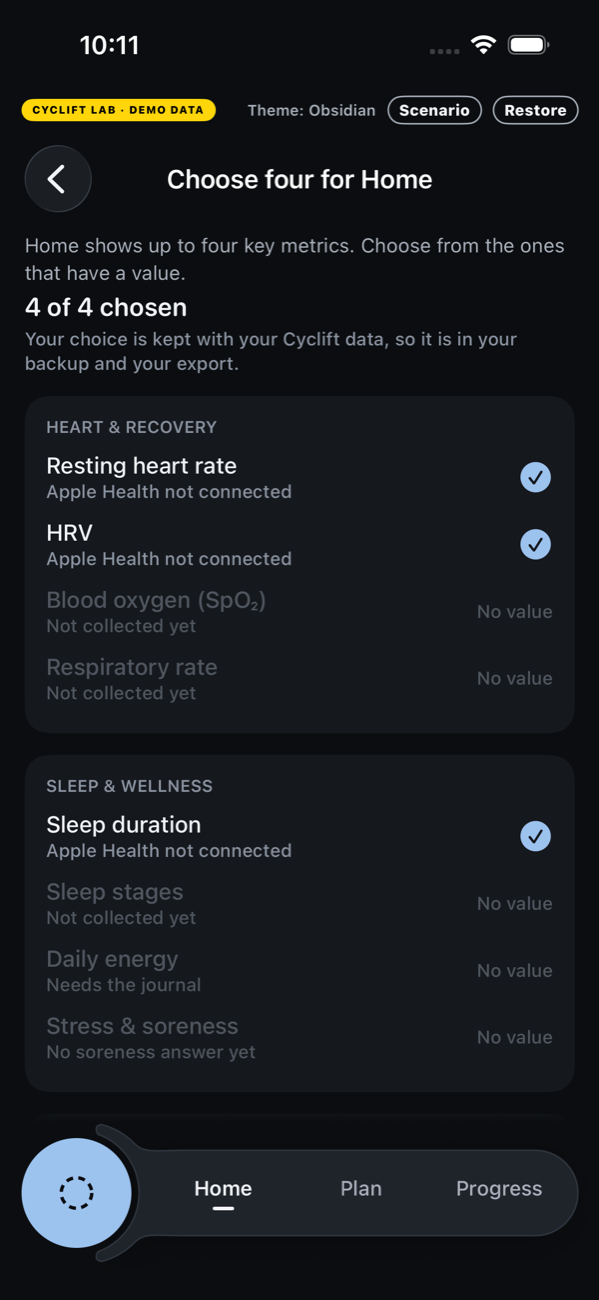 10:11
CYCLIFT LAB · DEMO DATA
Theme: Obsidian
Scenario
Restore
Choose four for Home
Home shows up to four key metrics. Choose from the ones
that have a value.
4 of 4 chosen
Your choice is kept with your Cyclift data, so it is in your
backup and your export.
HEART & RECOVERY
Resting heart rate
Apple Health not connected
HRV
Apple Health not connected
Blood oxygen (SpO₂)
Not collected yet
No value
Respiratory rate
Not collected yet
No value
SLEEP & WELLNESS
Sleep duration
Apple Health not connected
Sleep stages
Not collected yet
No value
Daily energy
Needs the journal
No value
Stress & soreness
No soreness answer yet
No value
Home
Plan
Progress